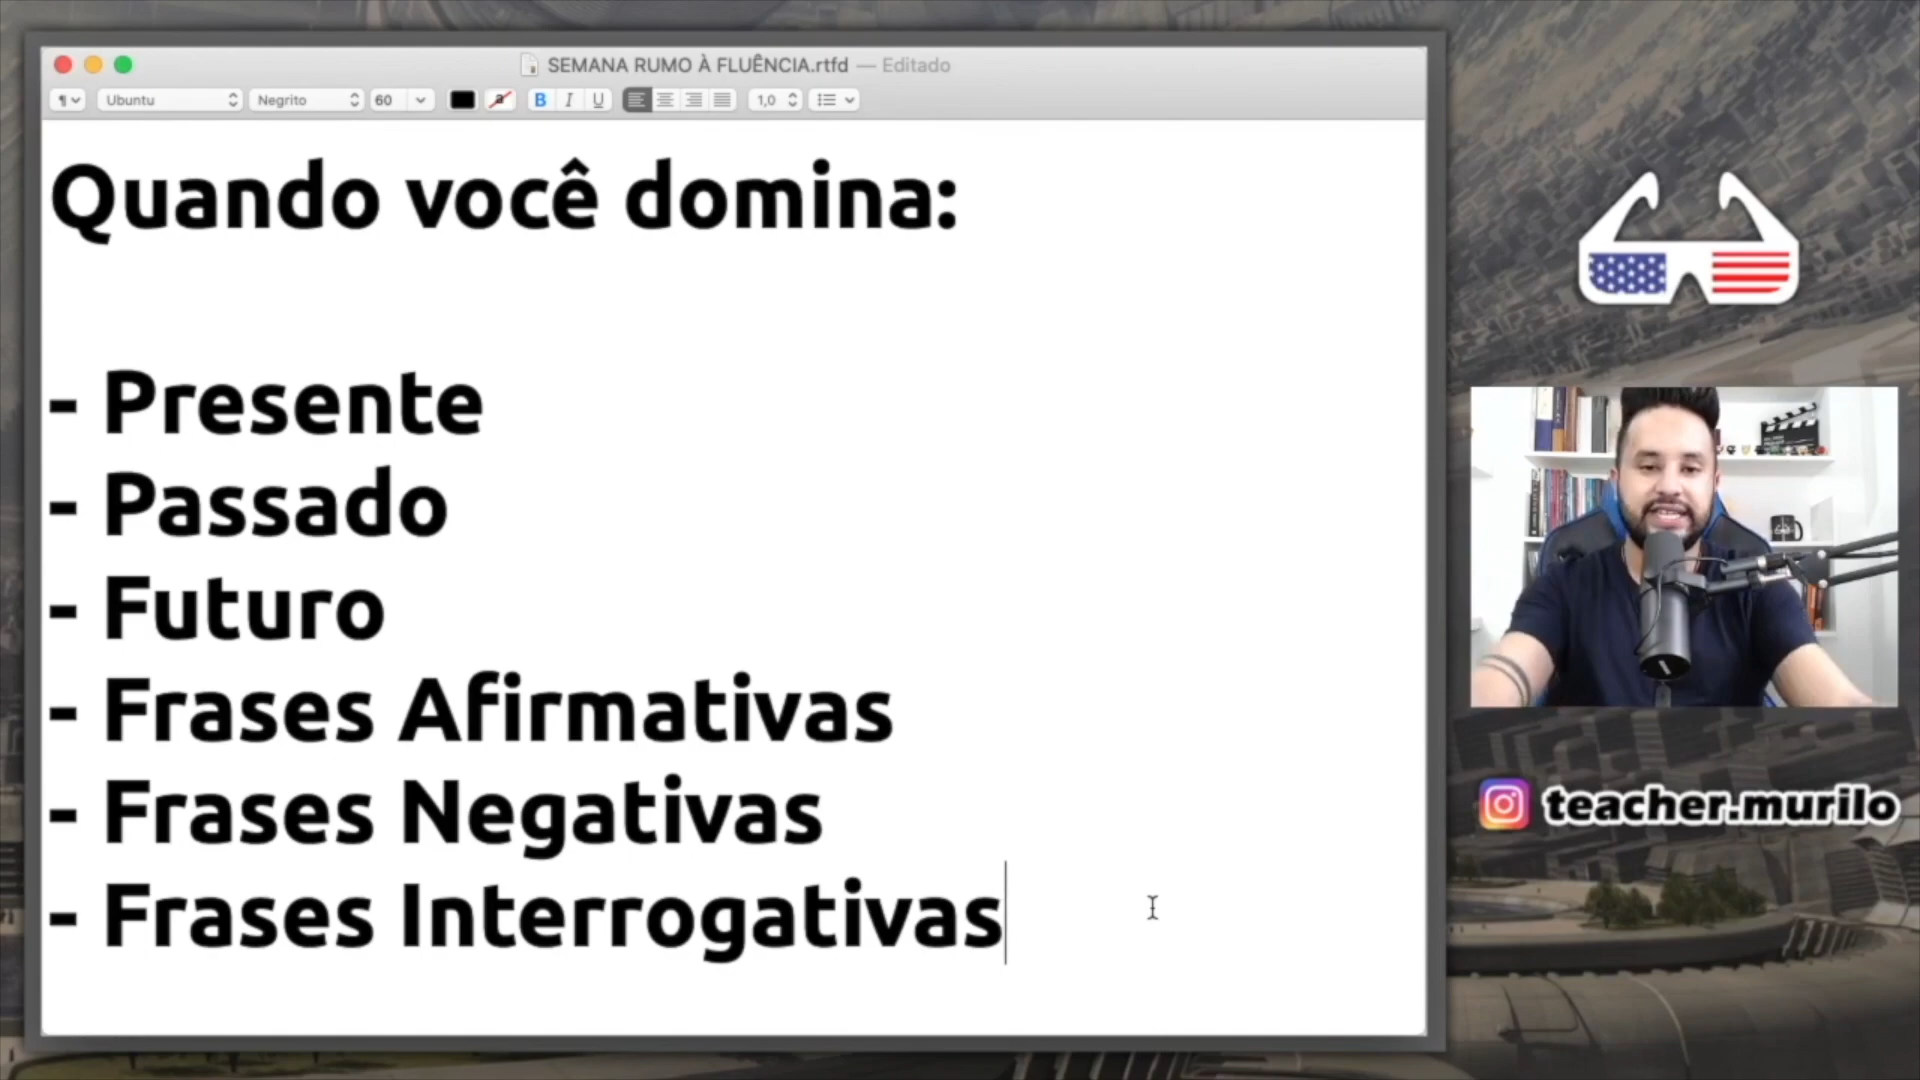 SEMANA RUMO À FLUÊNCIA.rtfd — Editado
Ubuntu
Negrito
60
a
B I U
1,0
Quando você domina:
- Presente
- Passado
- Futuro
- Frases Afirmativas
- Frases Negativas
- Frases Interrogativas
teacher.murilo